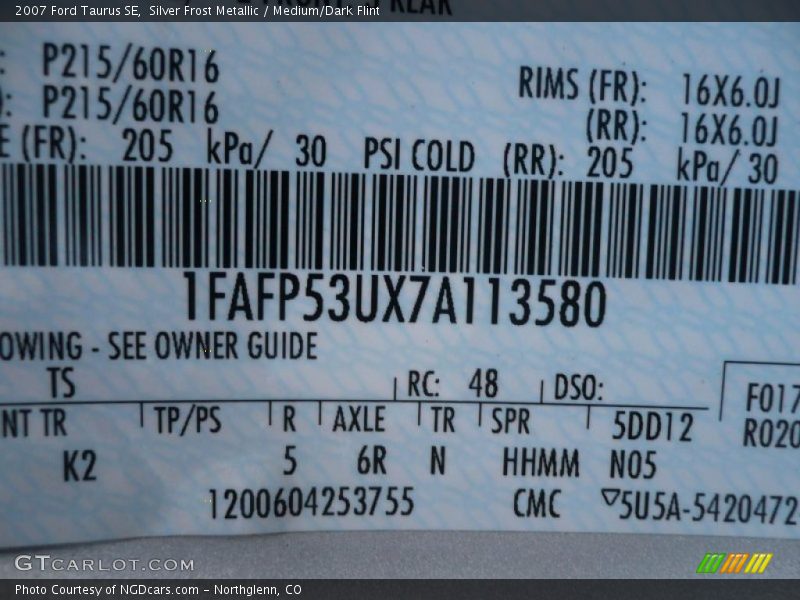 2007 Ford Taurus SE, Silver Frost Metallic / Medium/Dark Flint
REAR
: P215/60R16 RIMS (FR): 16X6.0J
): P215/60R16 (RR): 16X6.0J
E (FR): 205 kPa/ 30 PSI COLD (RR): 205 kPa/ 30
1FAFP53UX7A113580
OWING - SEE OWNER GUIDE
TS RC: 48 DSO: F017
NT TR TP/PS R AXLE TR SPR 5DD12 R020
K2 5 6R N HHMM N05
1200604253755 CMC ▽5U5A-5420472
GTCARLOT.COM
Photo Courtesy of NGDcars.com – Northglenn, CO